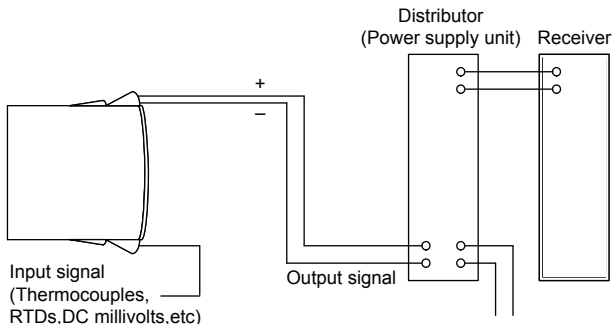 Distributor
(Power supply unit)
Receiver
+
–
Input signal
(Thermocouples,
RTDs,DC millivolts,etc)
Output signal